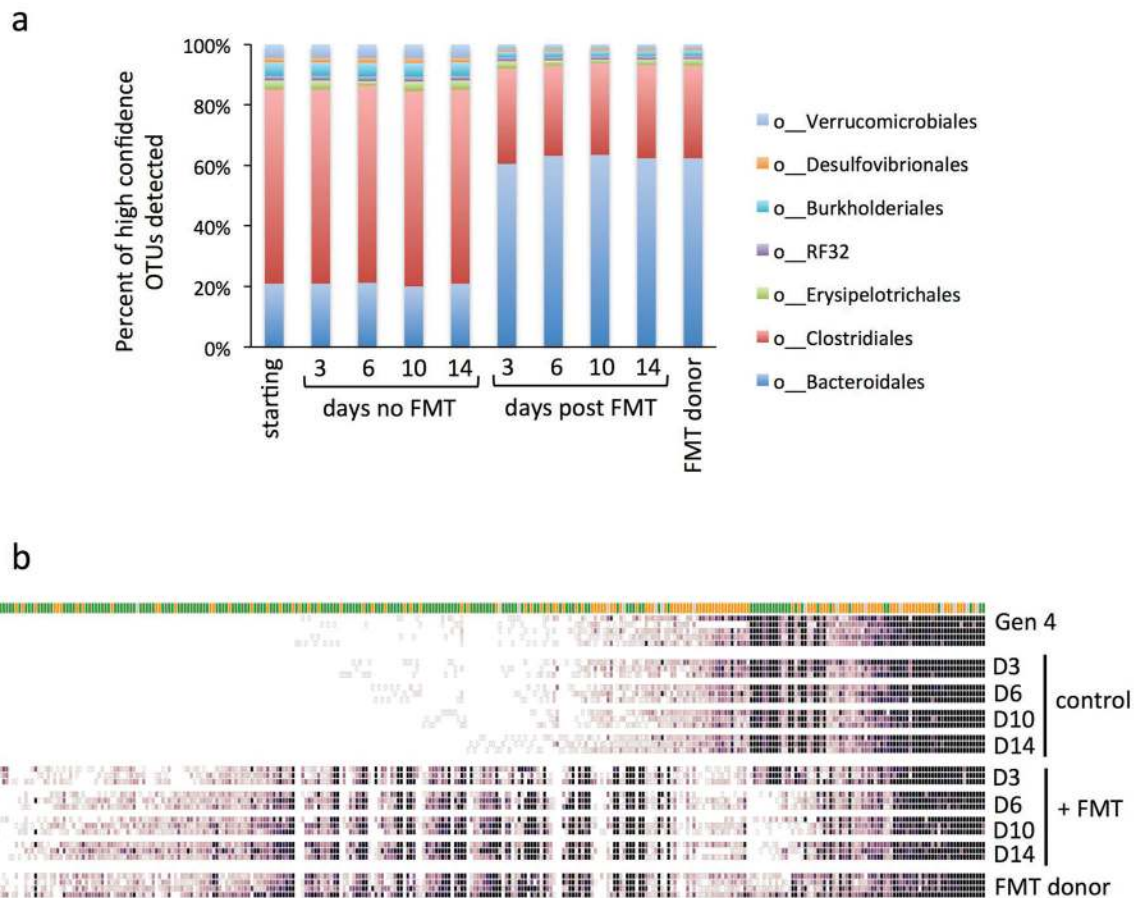 a
100%
80%
60%
40%
20%
0%
Percent of high confidence
OTUs detected
starting
3 6 10 14
days no FMT
3 6 10 14
days post FMT
FMT donor
o__Verrucomicrobiales
o__Desulfovibrionales
o__Burkholderiales
o__RF32
o__Erysipelotrichales
o__Clostridiales
o__Bacteroidales
b
Gen 4
D3
D6
D10
D14
control
D3
D6
D10
D14
+ FMT
FMT donor